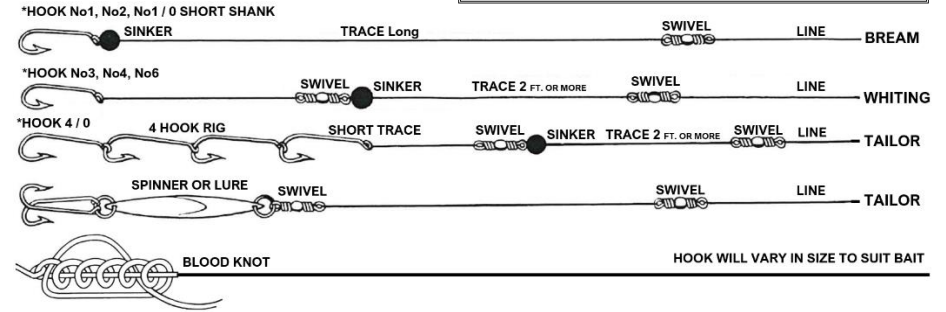 *HOOK No1, No2, No1 / 0 SHORT SHANK
SINKER TRACE Long SWIVEL LINE BREAM
*HOOK No3, No4, No6
SWIVEL SINKER TRACE 2 FT. OR MORE SWIVEL LINE WHITING
*HOOK 4 / 0 4 HOOK RIG SHORT TRACE SWIVEL SINKER TRACE 2 FT. OR MORE SWIVEL LINE TAILOR
SPINNER OR LURE SWIVEL SWIVEL LINE TAILOR
BLOOD KNOT HOOK WILL VARY IN SIZE TO SUIT BAIT